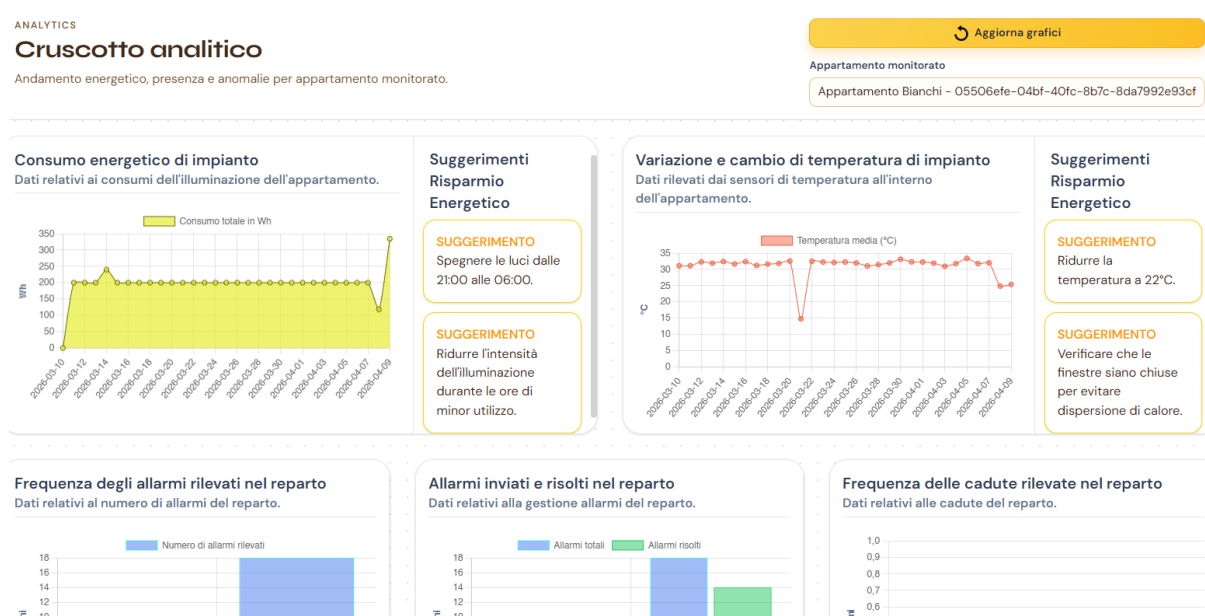 ANALYTICS
Cruscotto analitico
Andamento energetico, presenza e anomalie per appartamento monitorato.
Aggiorna grafici
Appartamento monitorato
Appartamento Bianchi - 05506efe-04bf-40fc-8b7c-8da7992e93cf
Consumo energetico di impianto
Dati relativi ai consumi dell'illuminazione dell'appartamento.
Consumo totale in Wh
350
300
250
200
150
100
50
0
Wh
2026-03-10
2026-03-12
2026-03-14
2026-03-16
2026-03-18
2026-03-20
2026-03-22
2026-03-24
2026-03-26
2026-03-28
2026-03-30
2026-04-01
2026-04-03
2026-04-05
2026-04-07
2026-04-09
Suggerimenti
Risparmio
Energetico
SUGGERIMENTO
Spegnere le luci dalle
21:00 alle 06:00.
SUGGERIMENTO
Ridurre l'intensità
dell'illuminazione
durante le ore di
minor utilizzo.
Variazione e cambio di temperatura di impianto
Dati rilevati dai sensori di temperatura all'interno
dell'appartamento.
Temperatura media (°C)
35
30
25
20
15
10
5
0
°C
2026-03-10
2026-03-12
2026-03-14
2026-03-16
2026-03-18
2026-03-20
2026-03-22
2026-03-24
2026-03-26
2026-03-28
2026-03-30
2026-04-01
2026-04-03
2026-04-05
2026-04-07
2026-04-09
Suggerimenti
Risparmio
Energetico
SUGGERIMENTO
Ridurre la
temperatura a 22°C.
SUGGERIMENTO
Verificare che le
finestre siano chiuse
per evitare
dispersione di calore.
Frequenza degli allarmi rilevati nel reparto
Dati relativi al numero di allarmi del reparto.
Numero di allarmi rilevati
18
16
14
12
10
Allarmi inviati e risolti nel reparto
Dati relativi alla gestione allarmi del reparto.
Allarmi totali
Allarmi risolti
18
16
14
12
10
Frequenza delle cadute rilevate nel reparto
Dati relativi alle cadute del reparto.
1,0
0,9
0,8
0,7
0,6